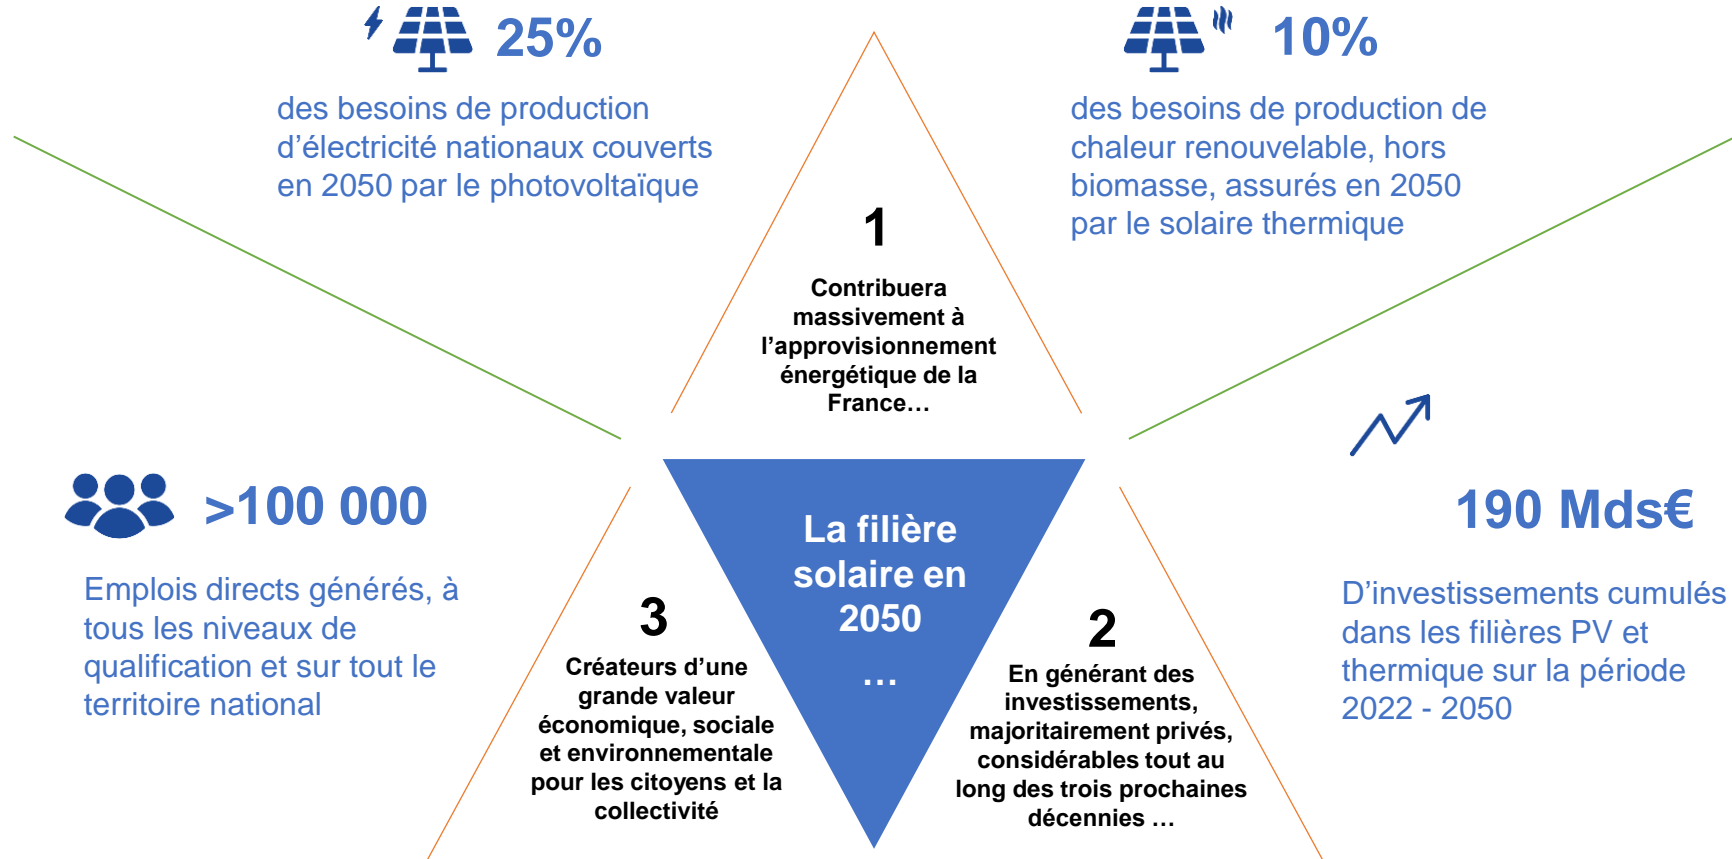 25%
des besoins de production
d’électricité nationaux couverts
en 2050 par le photovoltaïque
10%
des besoins de production de
chaleur renouvelable, hors
biomasse, assurés en 2050
par le solaire thermique
1
Contribuera
massivement à
l’approvisionnement
énergétique de la
France…
La filière
solaire en
2050
…
190 Mds€
D’investissements cumulés
dans les filières PV et
thermique sur la période
2022 - 2050
2
En générant des
investissements,
majoritairement privés,
considérables tout au
long des trois prochaines
décennies …
3
Créateurs d’une
grande valeur
économique, sociale
et environnementale
pour les citoyens et la
collectivité
>100 000
Emplois directs générés, à
tous les niveaux de
qualification et sur tout le
territoire national